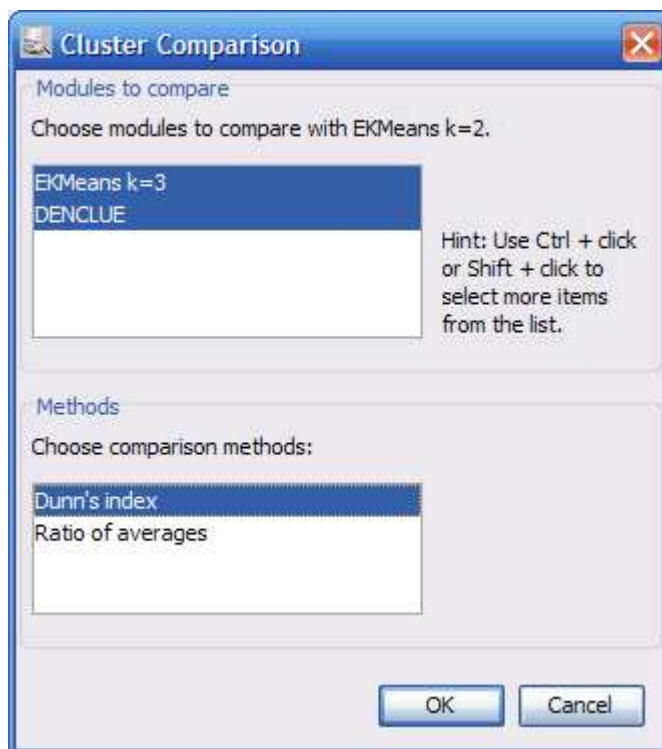 Cluster Comparison
Modules to compare
Choose modules to compare with EKMeans k=2.
EKMeans k=3
DENCLUE
Hint: Use Ctrl + click
or Shift + click to
select more items
from the list.
Methods
Choose comparison methods:
Dunn's index
Ratio of averages
OK
Cancel